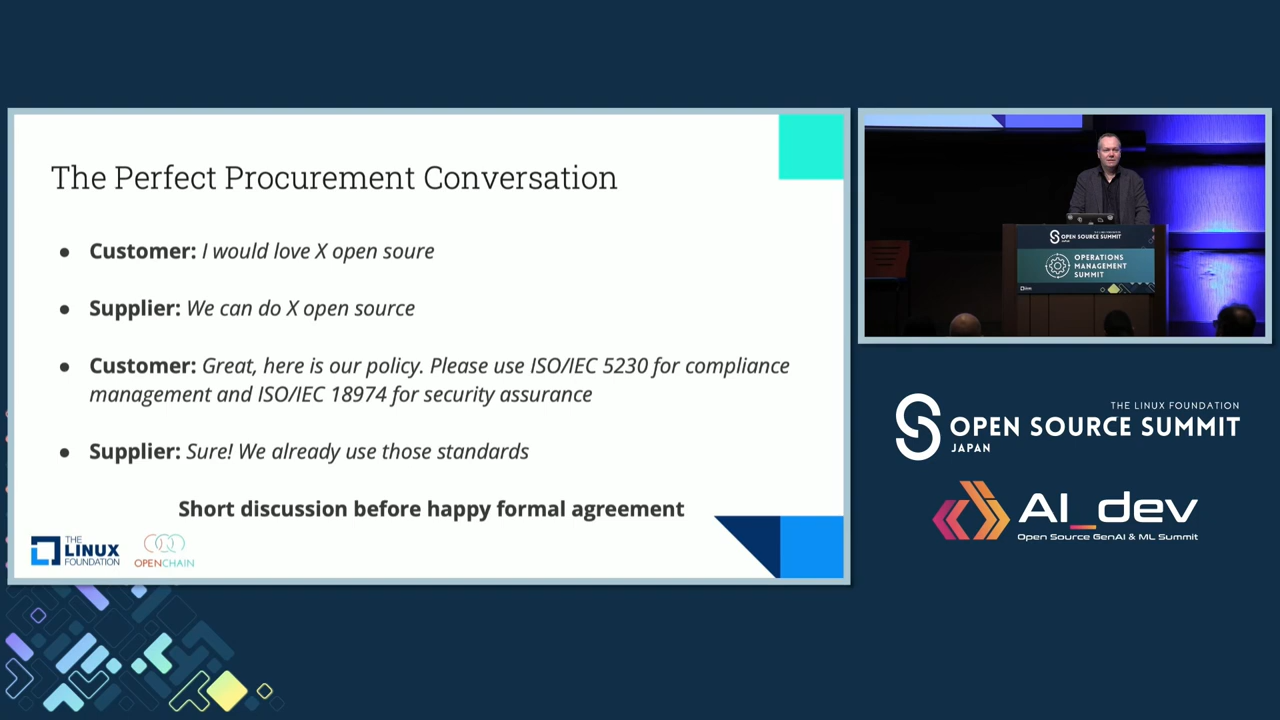 The Perfect Procurement Conversation
● Customer: I would love X open soure
● Supplier: We can do X open source
● Customer: Great, here is our policy. Please use ISO/IEC 5230 for compliance
management and ISO/IEC 18974 for security assurance
● Supplier: Sure! We already use those standards
Short discussion before happy formal agreement
THE
LINUX
FOUNDATION
OPENCHAIN
OPEN SOURCE SUMMIT
JAPAN
OPERATIONS
MANAGEMENT
SUMMIT
THE LINUX FOUNDATION
OPEN SOURCE SUMMIT
JAPAN
AI_dev
Open Source GenAI & ML Summit